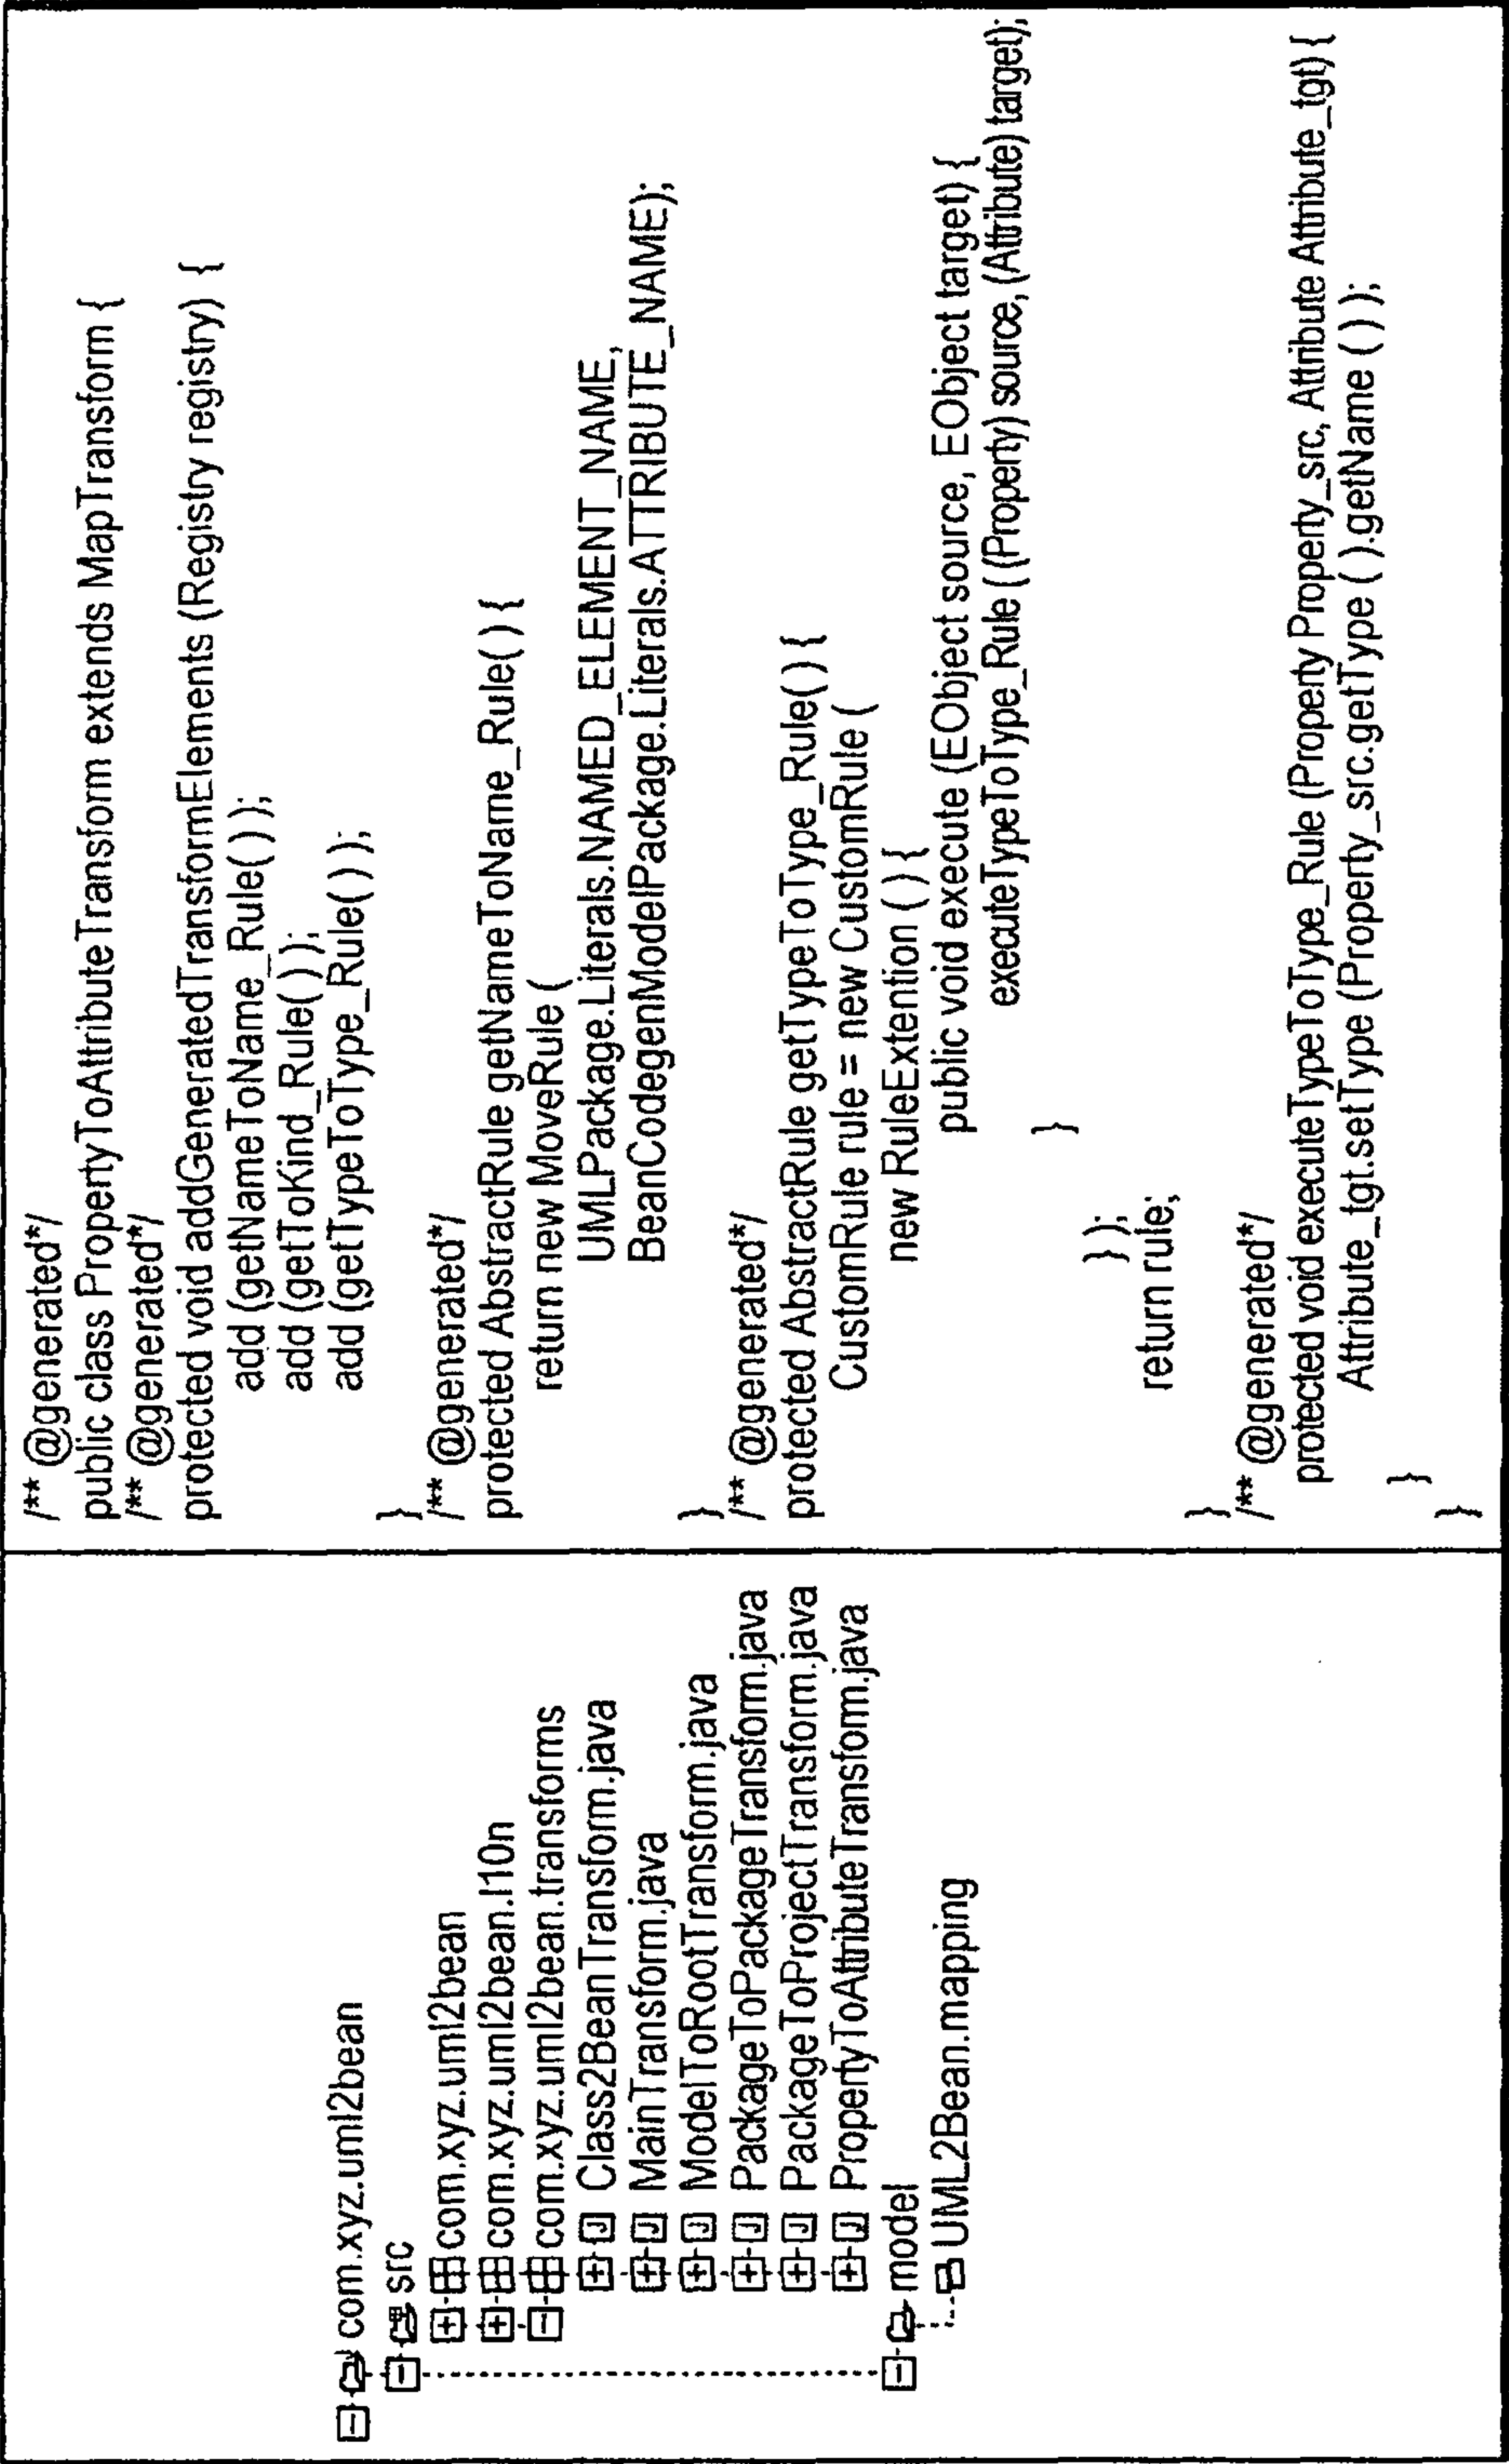 com.xyz.uml2bean
src
com.xyz.uml2bean
com.xyz.uml2bean.l10n
com.xyz.uml2bean.transforms
Class2BeanTransform.java
MainTransform.java
ModelToRootTransform.java
PackageToPackageTransform.java
PackageToProjectTransform.java
PropertyToAttributeTransform.java
model
UML2Bean.mapping
/** @generated*/
public class PropertyToAttributeTransform extends MapTransform {
/** @generated*/
protected void addGeneratedTransformElements (Registry registry) {
add (getNameToName_Rule( ) );
add (getToKind_Rule( ) );
add (getTypeToType_Rule( ) );
}
/** @generated*/
protected AbstractRule getNameToName_Rule( ) {
return new MoveRule (
UMLPackage.Literals.NAMED_ELEMENT_NAME,
BeanCodegenModelPackage.Literals.ATTRIBUTE_NAME);
}
/** @generated*/
protected AbstractRule getTypeToType_Rule( ) {
CustomRule rule = new CustomRule (
new RuleExtention ( ) {
public void execute (EObject source, EObject target) {
executeTypeToType_Rule ( (Property) source, (Attribute) target);
}
} );
return rule;
}
/** @generated*/
protected void executeTypeToType_Rule (Property Property_src, Attribute Attribute_tgt) {
Attribute_tgt.setType (Property_src.getType ( ).getName ( ) );
}
}